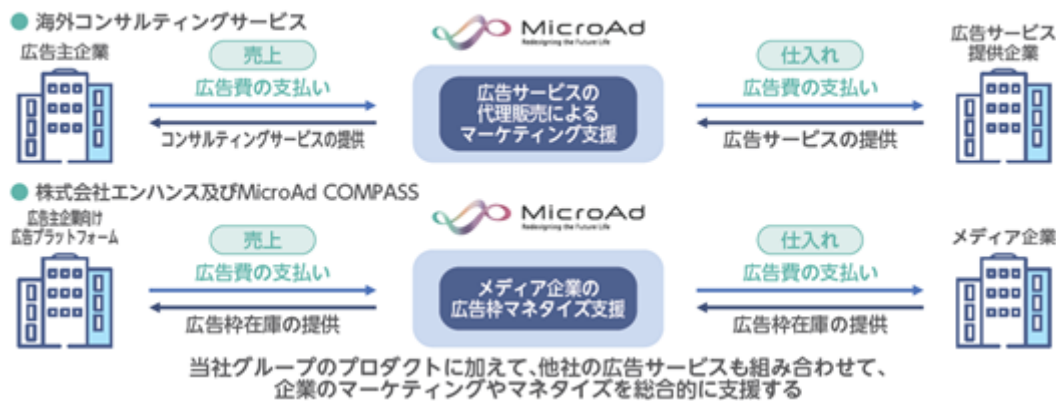 海外コンサルティングサービス
広告主企業
売上
広告費の支払い
コンサルティングサービスの提供
MicroAd
Redesigning the Future Life
広告サービスの
代理販売による
マーケティング支援
仕入れ
広告費の支払い
広告サービスの提供
広告サービス
提供企業
株式会社エンハンス及びMicroAd COMPASS
広告主企業向け
広告プラットフォーム
売上
広告費の支払い
広告枠在庫の提供
MicroAd
Redesigning the Future Life
メディア企業の
広告枠マネタイズ支援
仕入れ
広告費の支払い
広告枠在庫の提供
メディア企業
当社グループのプロダクトに加えて、他社の広告サービスも組み合わせて、
企業のマーケティングやマネタイズを総合的に支援する